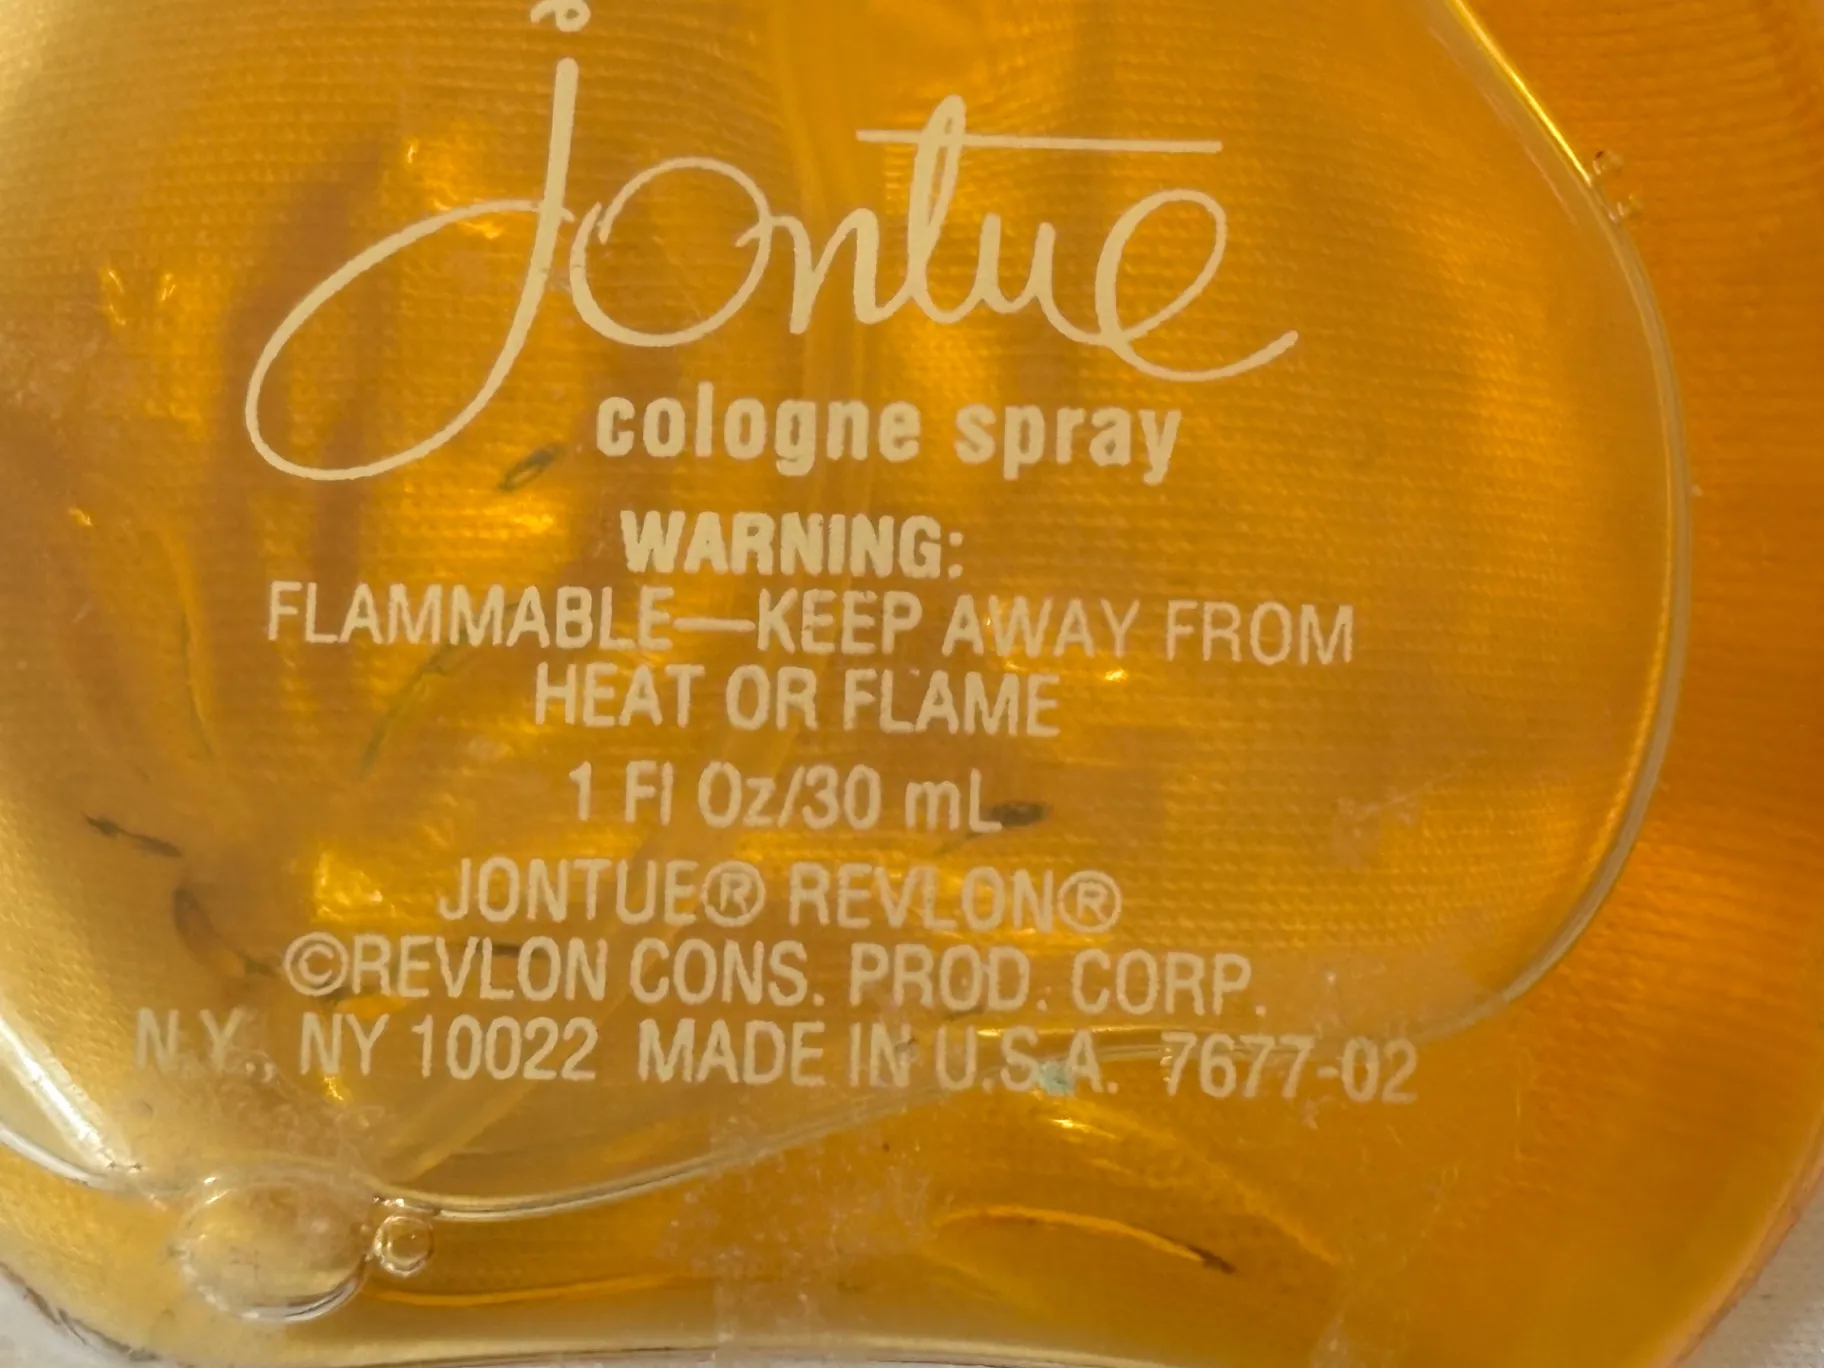 jontue
cologne spray
WARNING:
FLAMMABLE—KEEP AWAY FROM
HEAT OR FLAME
1 Fl Oz/30 mL
JONTUE® REVLON®
©REVLON CONS. PROD. CORP.
N.Y., NY 10022 MADE IN U.S.A. 7677-02